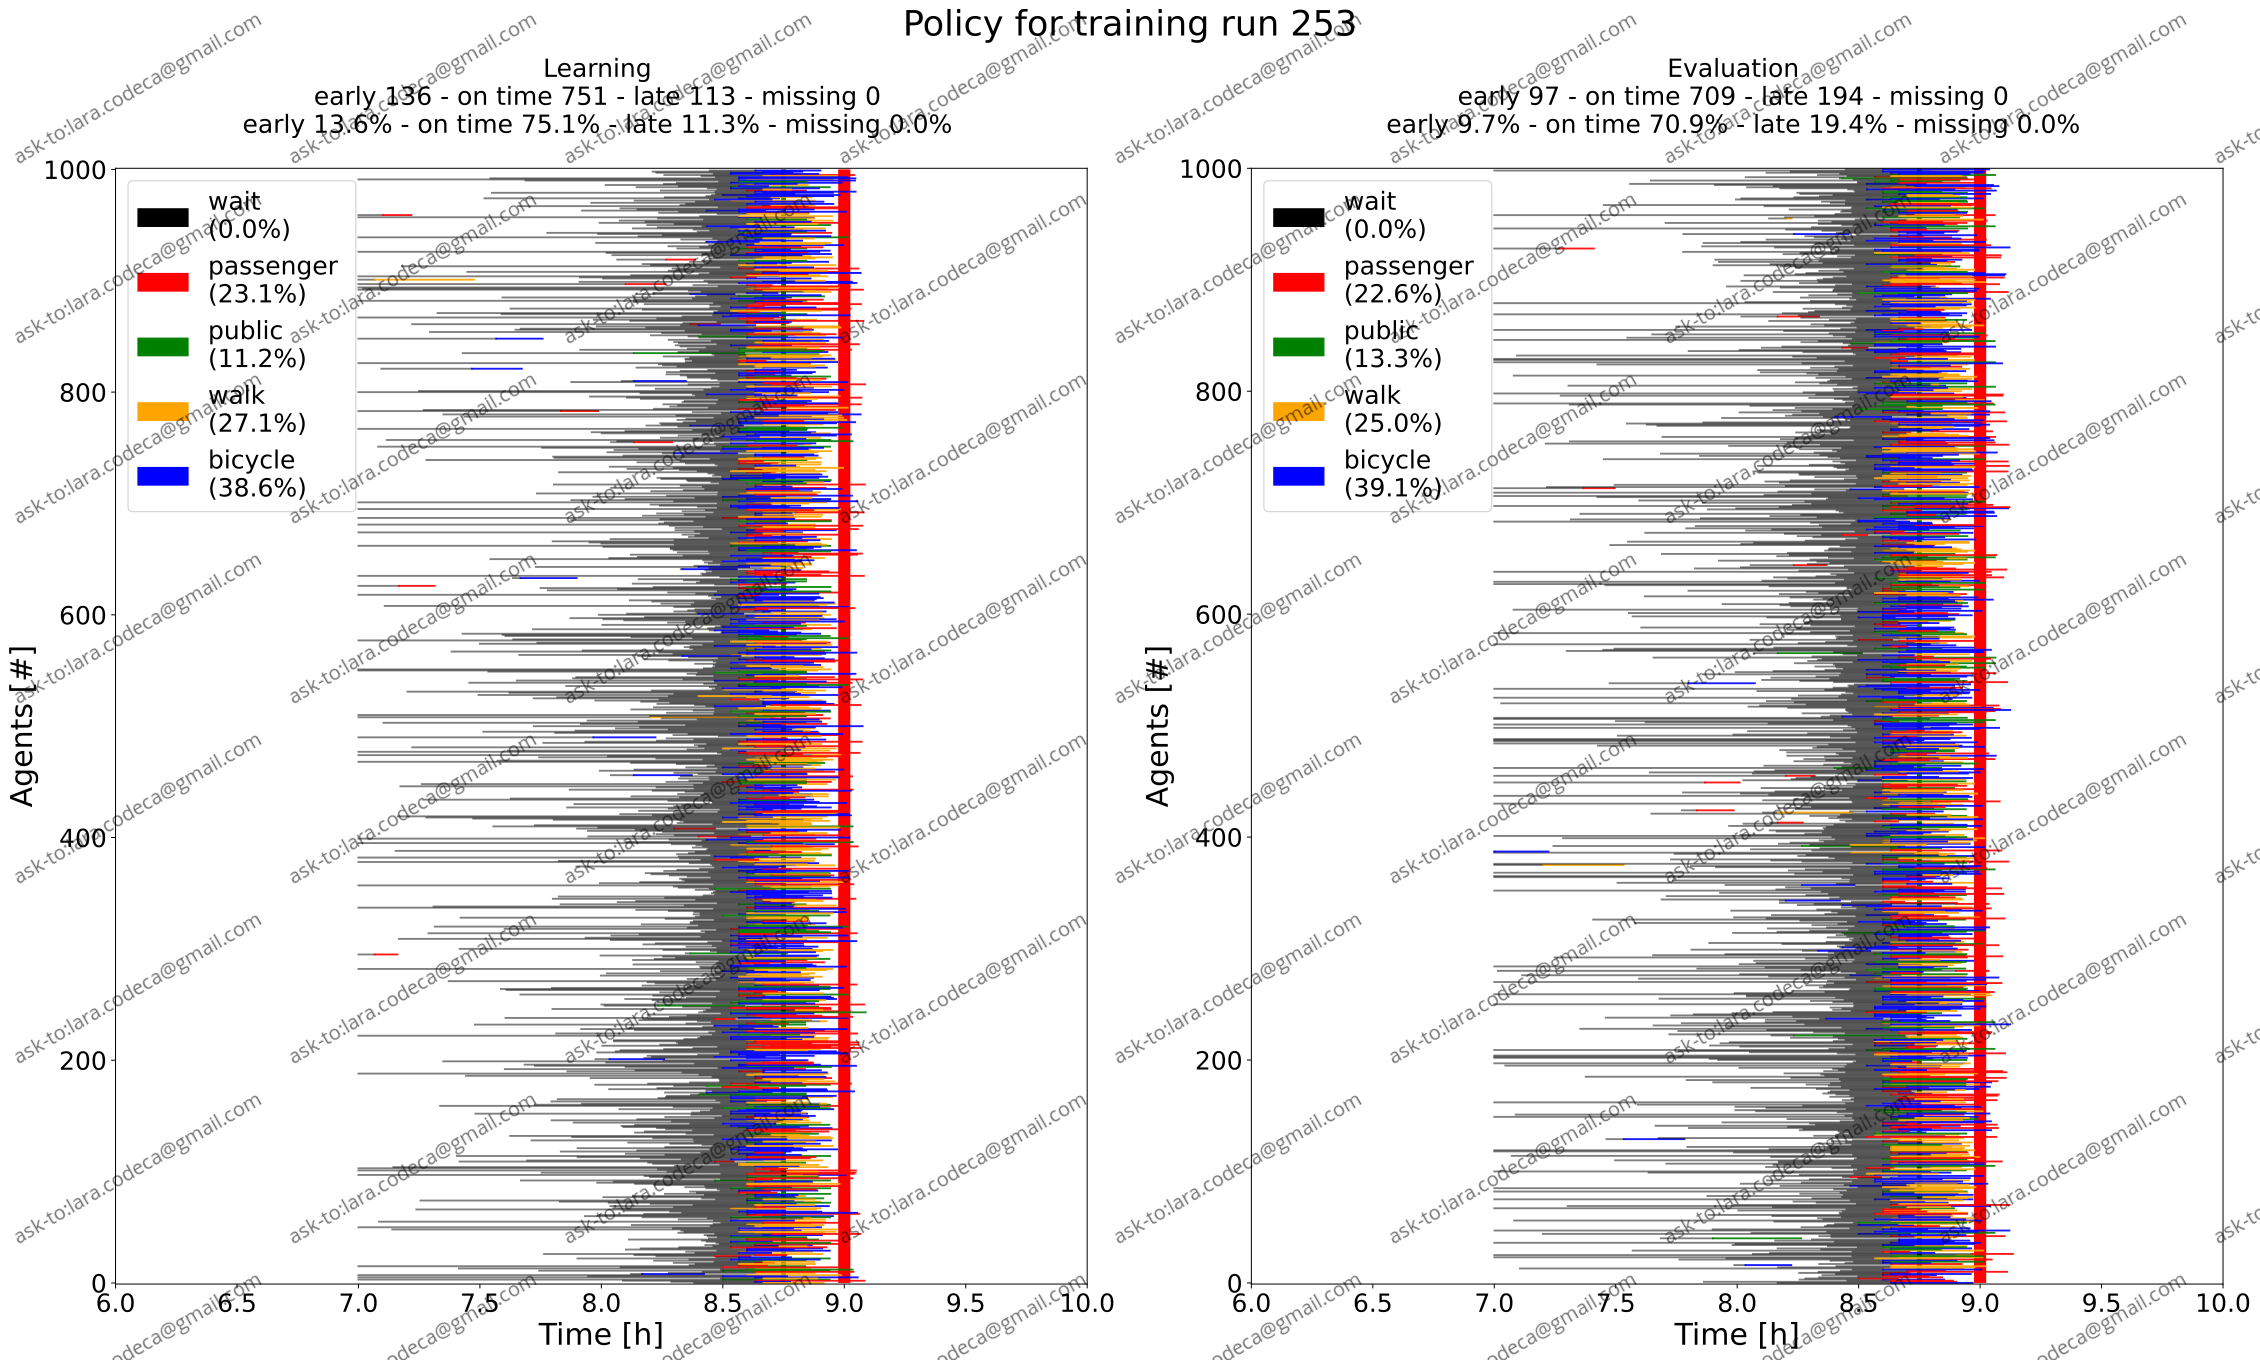 Policy for training run 253
Learning
early 136 - on time 751 - late 113 - missing 0
early 13.6% - on time 75.1% - late 11.3% - missing 0.0%
1000
800
600
400
200
0
Agents [#]
wait
(0.0%)
passenger
(23.1%)
public
(11.2%)
walk
(27.1%)
bicycle
(38.6%)
6.0 6.5 7.0 7.5 8.0 8.5 9.0 9.5 10.0
Time [h]
Evaluation
early 97 - on time 709 - late 194 - missing 0
early 9.7% - on time 70.9% - late 19.4% - missing 0.0%
1000
800
600
400
200
0
Agents [#]
wait
(0.0%)
passenger
(22.6%)
public
(13.3%)
walk
(25.0%)
bicycle
(39.1%)
6.0 6.5 7.0 7.5 8.0 8.5 9.0 9.5 10.0
Time [h]
ask-to:lara.codeca@gmail.com